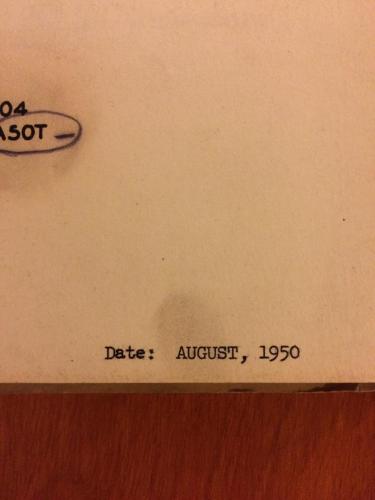 04
ASOT -
Date: AUGUST, 1950